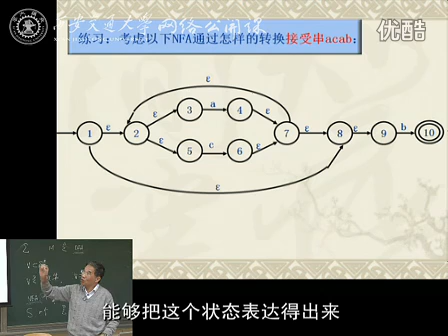 西安交通大学网络公开课
优酷
练习：考虑以下NFA通过怎样的转换接受串acab：
ε
3 a 4
ε ε
1 ε 2 7 ε 8 ε 9 b 10
ε ε
5 c 6
ε
能够把这个状态表达得出来